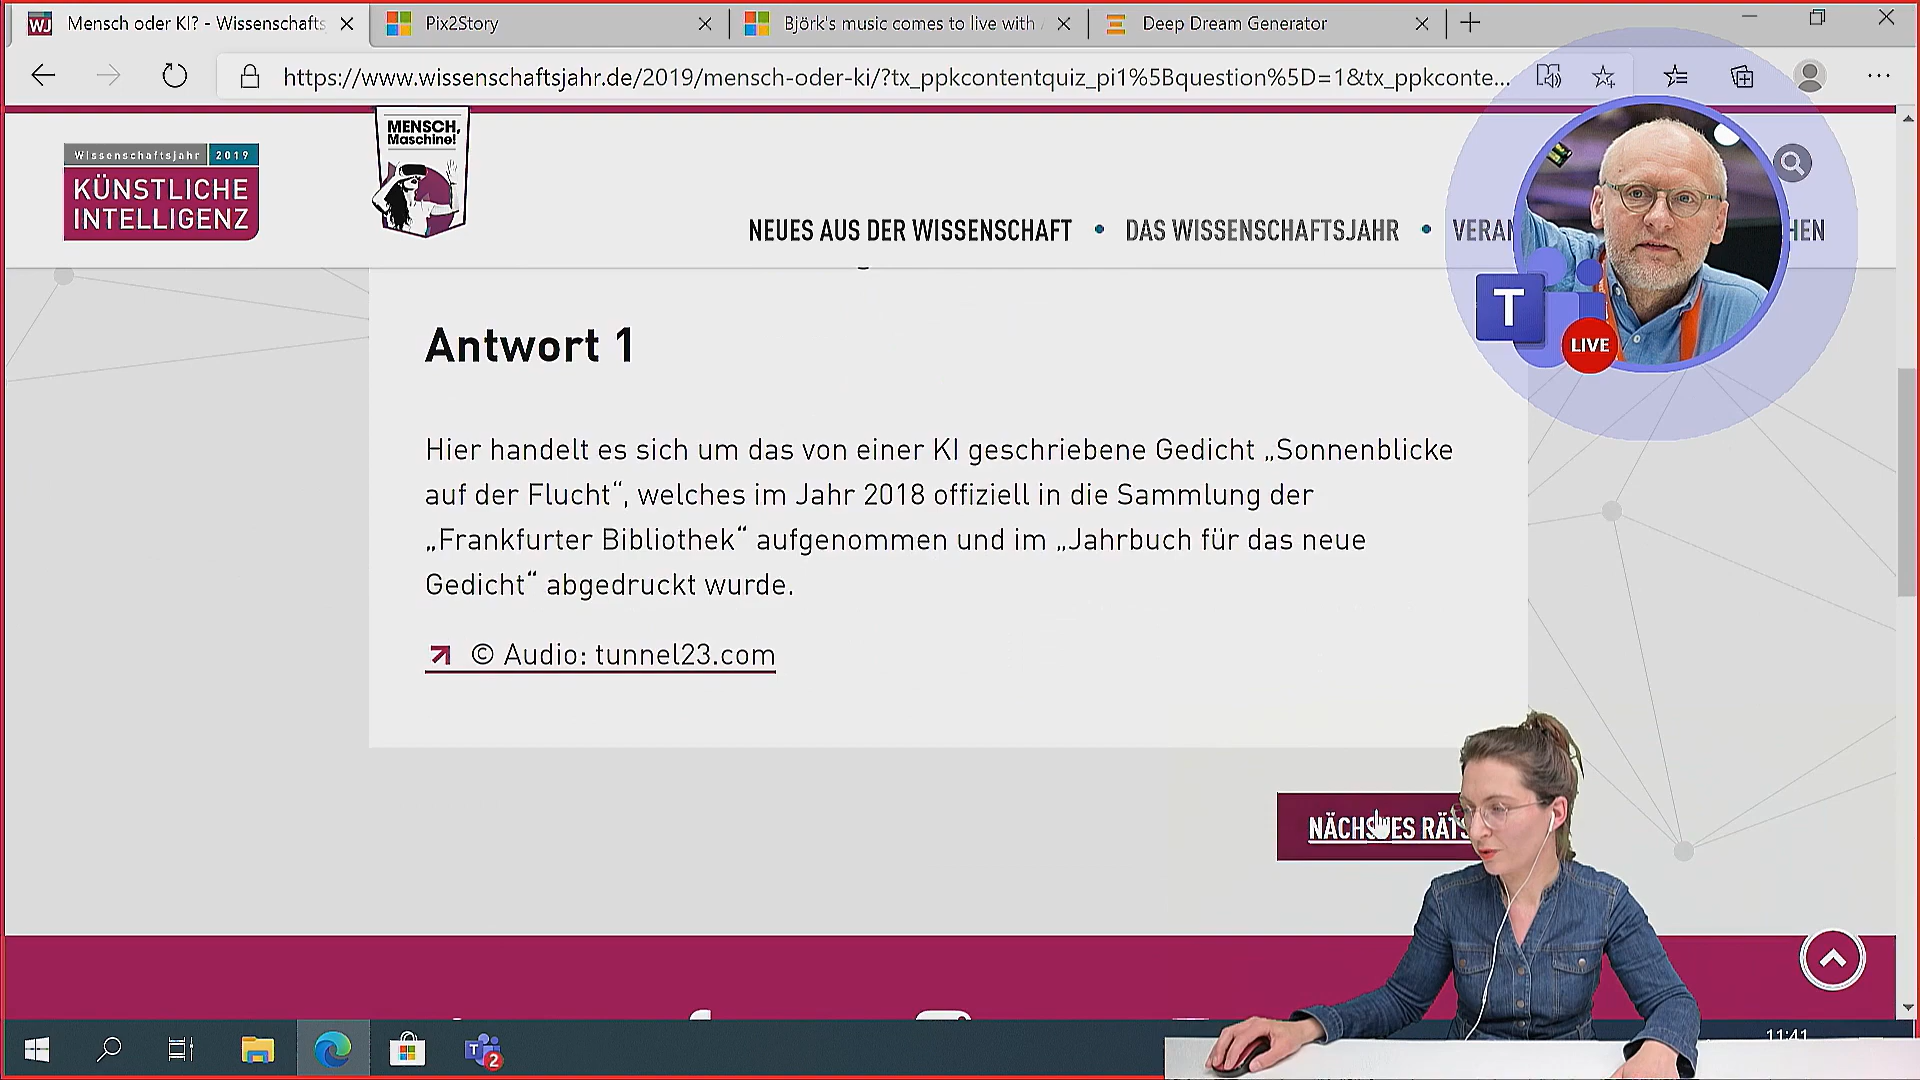 Mensch oder KI? - Wissenschafts
Pix2Story
Björk's music comes to live with
Deep Dream Generator
https://www.wissenschaftsjahr.de/2019/mensch-oder-ki/?tx_ppkcontentquiz_pi1%5Bquestion%5D=1&tx_ppkconte...
MENSCH,
Maschine!
Wissenschaftsjahr 2019
KÜNSTLICHE
INTELLIGENZ
NEUES AUS DER WISSENSCHAFT • DAS WISSENSCHAFTSJAHR •
T
LIVE
Antwort 1
Hier handelt es sich um das von einer KI geschriebene Gedicht „Sonnenblicke
auf der Flucht“, welches im Jahr 2018 offiziell in die Sammlung der
„Frankfurter Bibliothek“ aufgenommen und im „Jahrbuch für das neue
Gedicht“ abgedruckt wurde.
© Audio: tunnel23.com
NÄCHSTES RÄTS
T
2
11:41